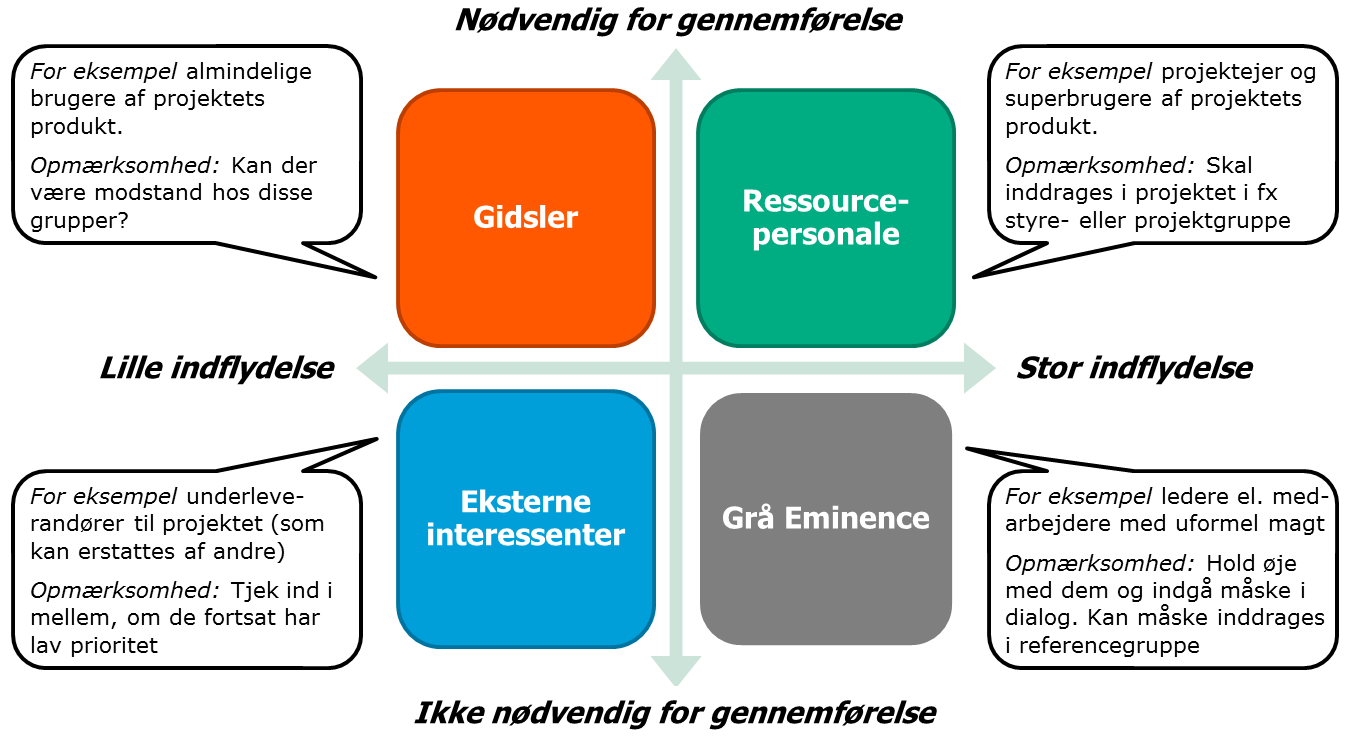 Nødvendig for gennemførelse
For eksempel almindelige
brugere af projektets
produkt.
Opmærksomhed: Kan der
være modstand hos disse
grupper?
Gidsler
Ressource-
personale
For eksempel projektejer og
superbrugere af projektets
produkt.
Opmærksomhed: Skal
inddrages i projektet i fx
styre- eller projektgruppe
Lille indflydelse
Stor indflydelse
For eksempel underleve-
randører til projektet (som
kan erstattes af andre)
Opmærksomhed: Tjek ind i
mellem, om de fortsat har
lav prioritet
Eksterne
interessenter
Grå Eminence
For eksempel ledere el. med-
arbejdere med uformel magt
Opmærksomhed: Hold øje
med dem og indgå måske i
dialog. Kan måske inddrages
i referencegruppe
Ikke nødvendig for gennemførelse